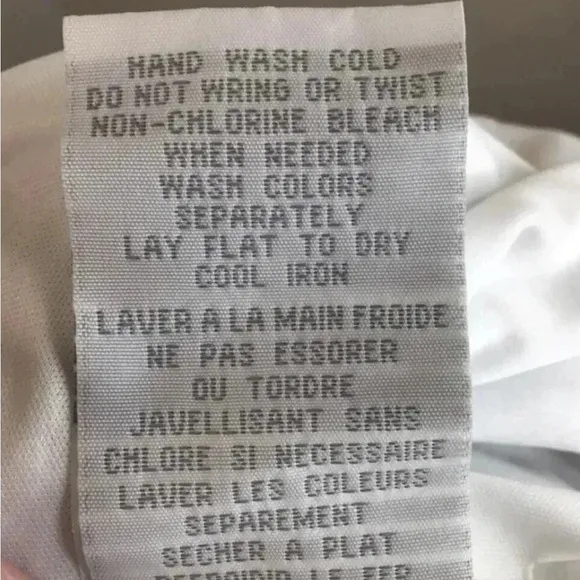 HAND WASH COLD
DO NOT WRING OR TWIST
NON-CHLORINE BLEACH
WHEN NEEDED
WASH COLORS
SEPARATELY
LAY FLAT TO DRY
COOL IRON
LAVER A LA MAIN FROIDE
NE PAS ESSORER
OU TORDRE
JAVELLISANT SANS
CHLORE SI NECESSAIRE
LAVER LES COLEURS
SEPAREMENT
SECHER A PLAT
LE FER